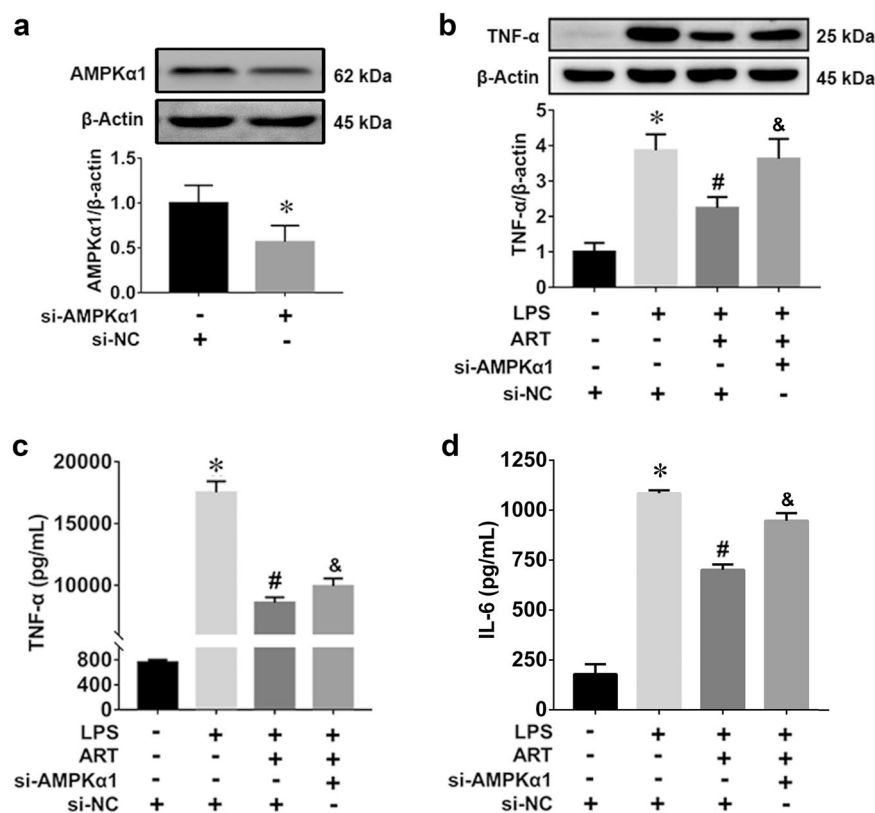 a
AMPKα1
62 kDa
β-Actin
45 kDa
AMPKα1/β-actin
1.5
1.0
0.5
0.0
*
si-AMPKα1 - +
si-NC + -
b
TNF-α
25 kDa
β-Actin
45 kDa
TNF-α/β-actin
5
4
3
2
1
0
* # &
LPS - + + +
ART - - + +
si-AMPKα1 - - - +
si-NC + + + -
c
TNF-α (pg/mL)
20000
15000
10000
800
400
0
* # &
LPS - + + +
ART - - + +
si-AMPKα1 - - - +
si-NC + + + -
d
IL-6 (pg/mL)
1250
1000
750
500
250
0
* # &
LPS - + + +
ART - - + +
si-AMPKα1 - - - +
si-NC + + + -